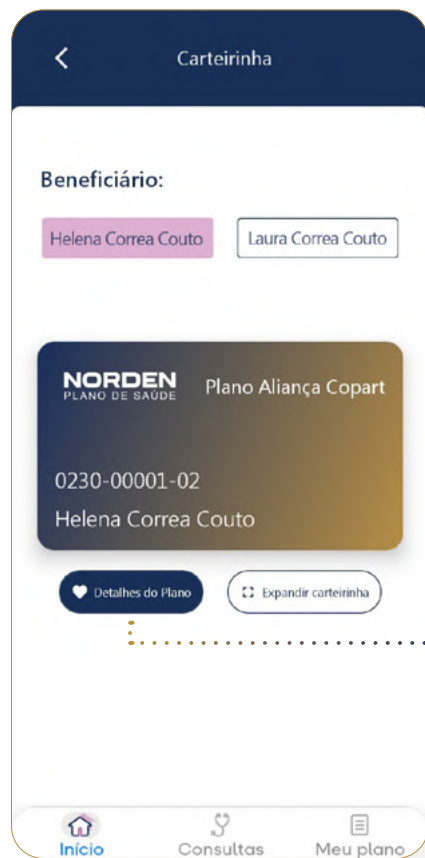 Carteirinha
Beneficiário:
Helena Correa Couto
Laura Correa Couto
NORDEN
PLANO DE SAÚDE
Plano Aliança Copart
0230-00001-02
Helena Correa Couto
Detalhes do Plano
Expandir carteirinha
Início
Consultas
Meu plano